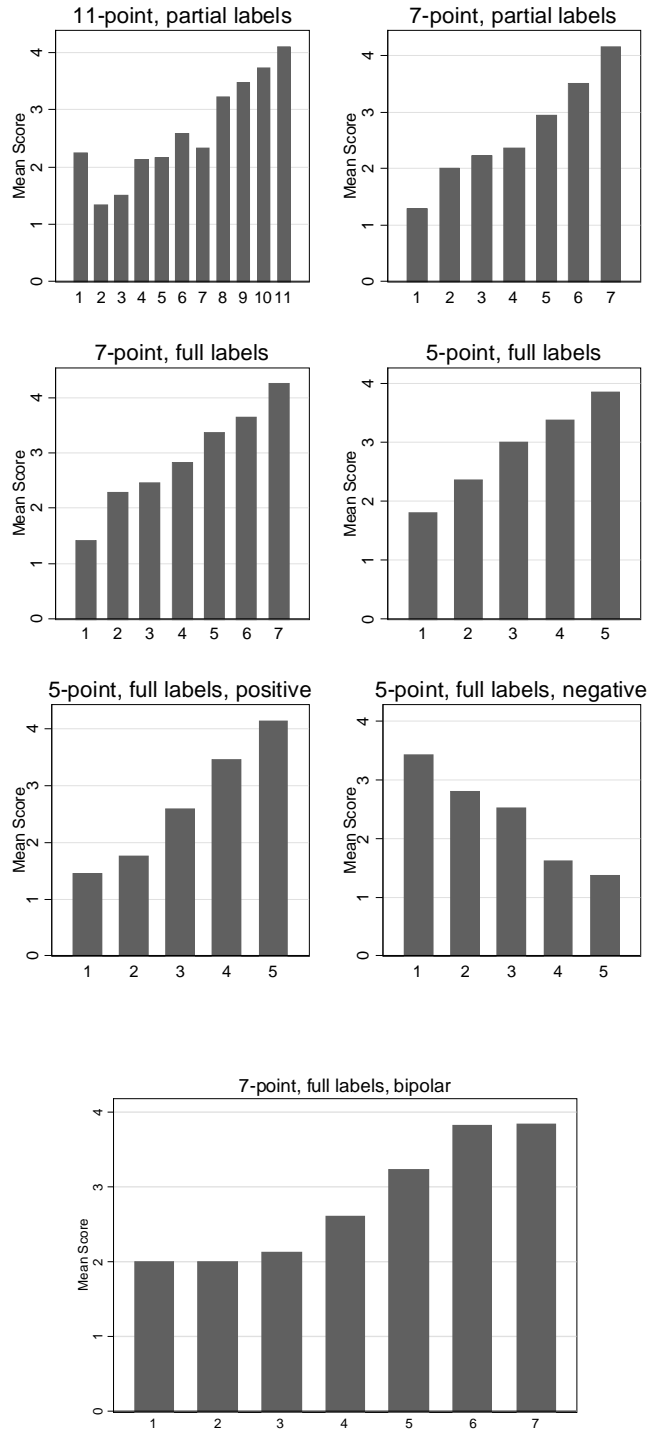 11-point, partial labels
Mean Score
4
3
2
1
0
1 2 3 4 5 6 7 8 9 10 11
7-point, partial labels
Mean Score
4
3
2
1
0
1 2 3 4 5 6 7
7-point, full labels
Mean Score
4
3
2
1
0
1 2 3 4 5 6 7
5-point, full labels
Mean Score
4
3
2
1
0
1 2 3 4 5
5-point, full labels, positive
Mean Score
4
3
2
1
0
1 2 3 4 5
5-point, full labels, negative
Mean Score
4
3
2
1
0
1 2 3 4 5
7-point, full labels, bipolar
Mean Score
4
3
2
1
0
1 2 3 4 5 6 7